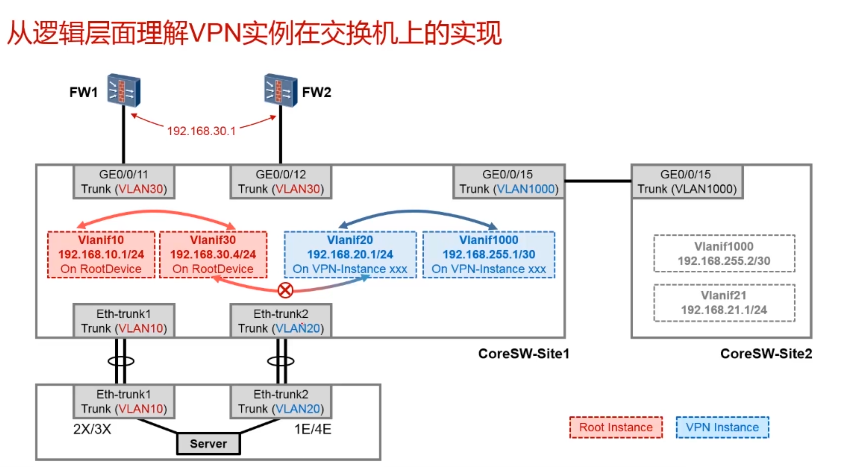 从逻辑层面理解VPN实例在交换机上的实现
FW1
FW2
192.168.30.1
GE0/0/11
Trunk (VLAN30)
GE0/0/12
Trunk (VLAN30)
GE0/0/15
Trunk (VLAN1000)
GE0/0/15
Trunk (VLAN1000)
Vlanif10
192.168.10.1/24
On RootDevice
Vlanif30
192.168.30.4/24
On RootDevice
Vlanif20
192.168.20.1/24
On VPN-Instance xxx
Vlanif1000
192.168.255.1/30
On VPN-Instance xxx
Vlanif1000
192.168.255.2/30
Vlanif21
192.168.21.1/24
Eth-trunk1
Trunk (VLAN10)
Eth-trunk2
Trunk (VLAN20)
CoreSW-Site1
CoreSW-Site2
Eth-trunk1
Trunk (VLAN10)
Eth-trunk2
Trunk (VLAN20)
2X/3X
1E/4E
Server
Root Instance
VPN Instance